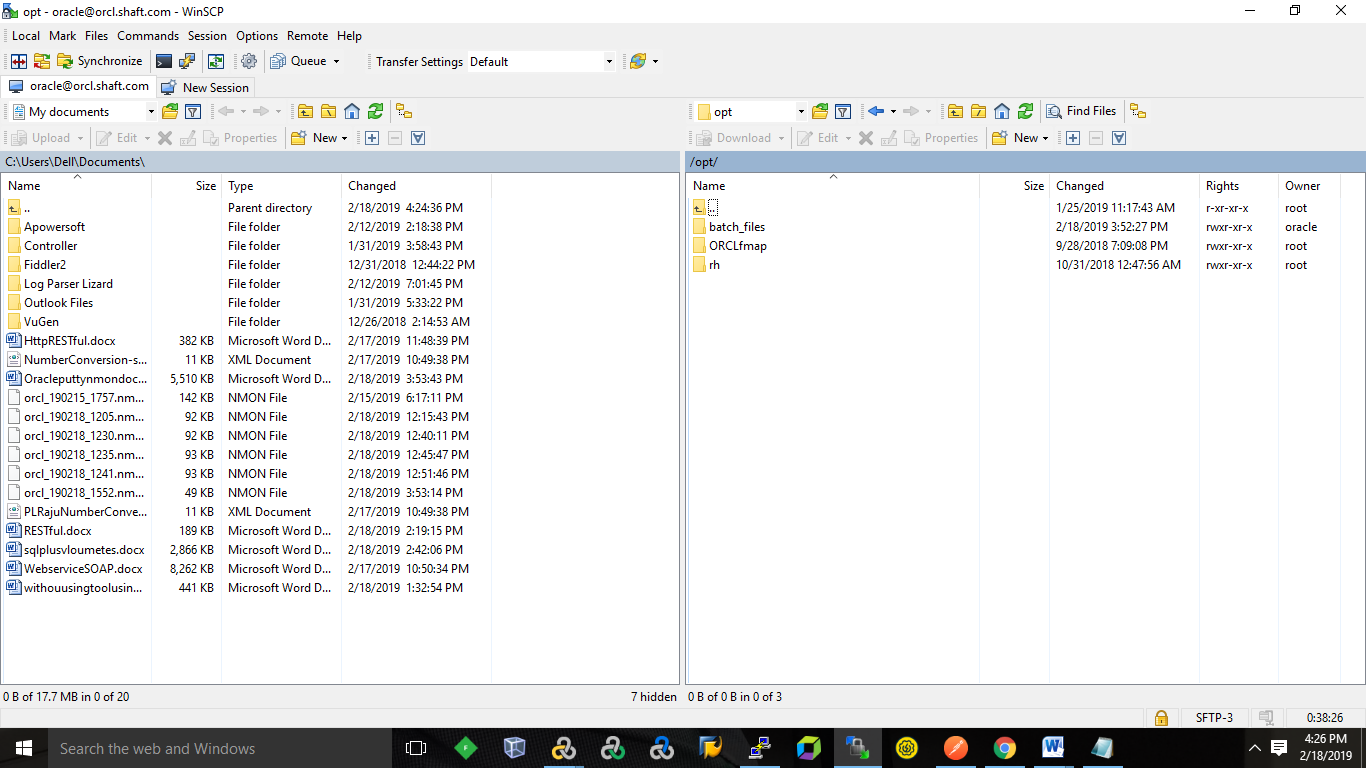 opt - oracle@orcl.shaft.com - WinSCP
Local Mark Files Commands Session Options Remote Help
Synchronize Queue Transfer Settings Default
oracle@orcl.shaft.com New Session
My documents opt Find Files
Upload Edit Properties New Download Edit Properties New
C:\Users\Dell\Documents\ /opt/
Name Size Type Changed Name Size Changed Rights Owner
.. Parent directory 2/18/2019 4:24:36 PM .. 1/25/2019 11:17:43 AM r-xr-xr-x root
Apowersoft File folder 2/12/2019 2:18:38 PM batch_files 2/18/2019 3:52:27 PM rwxr-xr-x oracle
Controller File folder 1/31/2019 3:58:43 PM ORCLfmap 9/28/2018 7:09:08 PM rwxr-xr-x root
Fiddler2 File folder 12/31/2018 12:44:22 PM rh 10/31/2018 12:47:56 AM rwxr-xr-x root
Log Parser Lizard File folder 2/12/2019 7:01:45 PM
Outlook Files File folder 1/31/2019 5:33:22 PM
VuGen File folder 12/26/2018 2:14:53 AM
HttpRESTful.docx 382 KB Microsoft Word D... 2/17/2019 11:48:39 PM
NumberConversion-s... 11 KB XML Document 2/17/2019 10:49:38 PM
Oracleputtynmondoc... 5,510 KB Microsoft Word D... 2/18/2019 3:53:43 PM
orcl_190215_1757.nm... 142 KB NMON File 2/15/2019 6:17:11 PM
orcl_190218_1205.nm... 92 KB NMON File 2/18/2019 12:15:43 PM
orcl_190218_1230.nm... 92 KB NMON File 2/18/2019 12:40:11 PM
orcl_190218_1235.nm... 93 KB NMON File 2/18/2019 12:45:47 PM
orcl_190218_1241.nm... 93 KB NMON File 2/18/2019 12:51:46 PM
orcl_190218_1552.nm... 49 KB NMON File 2/18/2019 3:53:14 PM
PLRajuNumberConve... 11 KB XML Document 2/17/2019 10:49:38 PM
RESTful.docx 189 KB Microsoft Word D... 2/18/2019 2:19:15 PM
sqlplusvloumetes.docx 2,866 KB Microsoft Word D... 2/18/2019 2:42:06 PM
WebserviceSOAP.docx 8,262 KB Microsoft Word D... 2/17/2019 10:50:34 PM
withouusingtoolusin... 441 KB Microsoft Word D... 2/18/2019 1:32:54 PM
0 B of 17.7 MB in 0 of 20 7 hidden 0 B of 0 B in 0 of 3
SFTP-3 0:38:26
Search the web and Windows 4:26 PM
2/18/2019